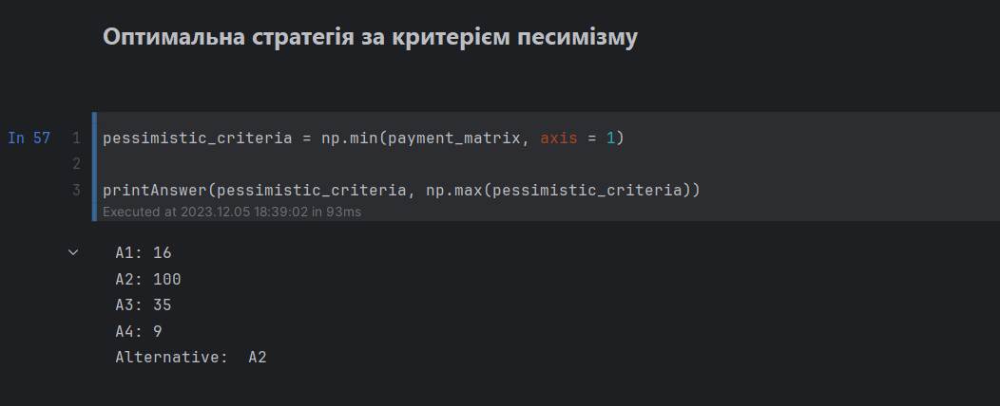 Оптимальна стратегія за критерієм песимізму
In 57
1 pessimistic_criteria = np.min(payment_matrix, axis = 1)
2
3 printAnswer(pessimistic_criteria, np.max(pessimistic_criteria))
Executed at 2023.12.05 18:39:02 in 93ms
A1: 16
A2: 100
A3: 35
A4: 9
Alternative:  A2